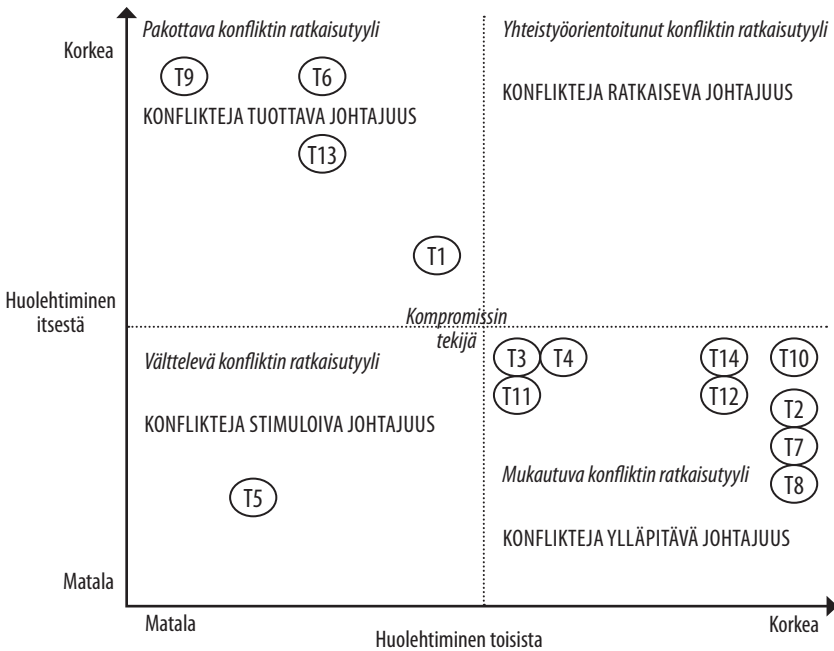 Pakottava konfliktin ratkaisutyyli
Yhteistyöorientoitunut konfliktin ratkaisutyyli
Korkea
T9
T6
KONFLIKTEJA RATKAISEVA JOHTAJUUS
KONFLIKTEJA TUOTTAVA JOHTAJUUS
T13
T1
Huolehtiminen
itsestä
Kompromissin
tekijä
Välttelevä konfliktin ratkaisutyyli
T3
T4
T14
T10
T11
T12
T2
KONFLIKTEJA STIMULOIVA JOHTAJUUS
T7
Mukautuva konfliktin ratkaisutyyli
T8
T5
KONFLIKTEJA YLLÄPITÄVÄ JOHTAJUUS
Matala
Matala
Huolehtiminen toisista
Korkea